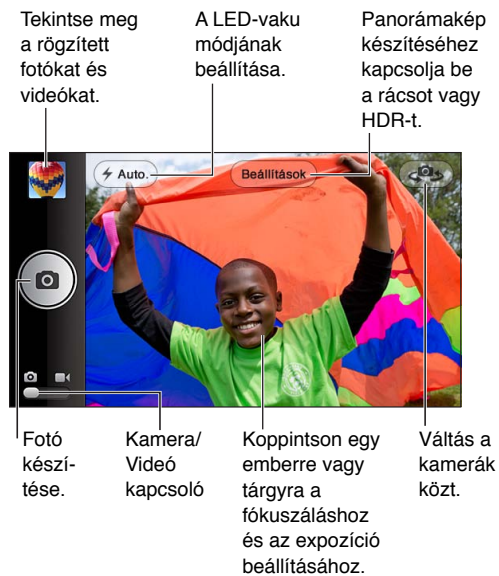 Tekintse meg
a rögzített
fotókat és
videókat.
A LED-vaku
módjának
beállítása.
Panorámakép
készítéséhez
kapcsolja be
a rácsot vagy
HDR-t.
Auto.
Beállítások
Fotó
készí-
tése.
Kamera/
Videó
kapcsoló
Koppintson egy
emberre vagy
tárgyra a
fókuszáláshoz
és az expozíció
beállításához.
Váltás a
kamerák
közt.